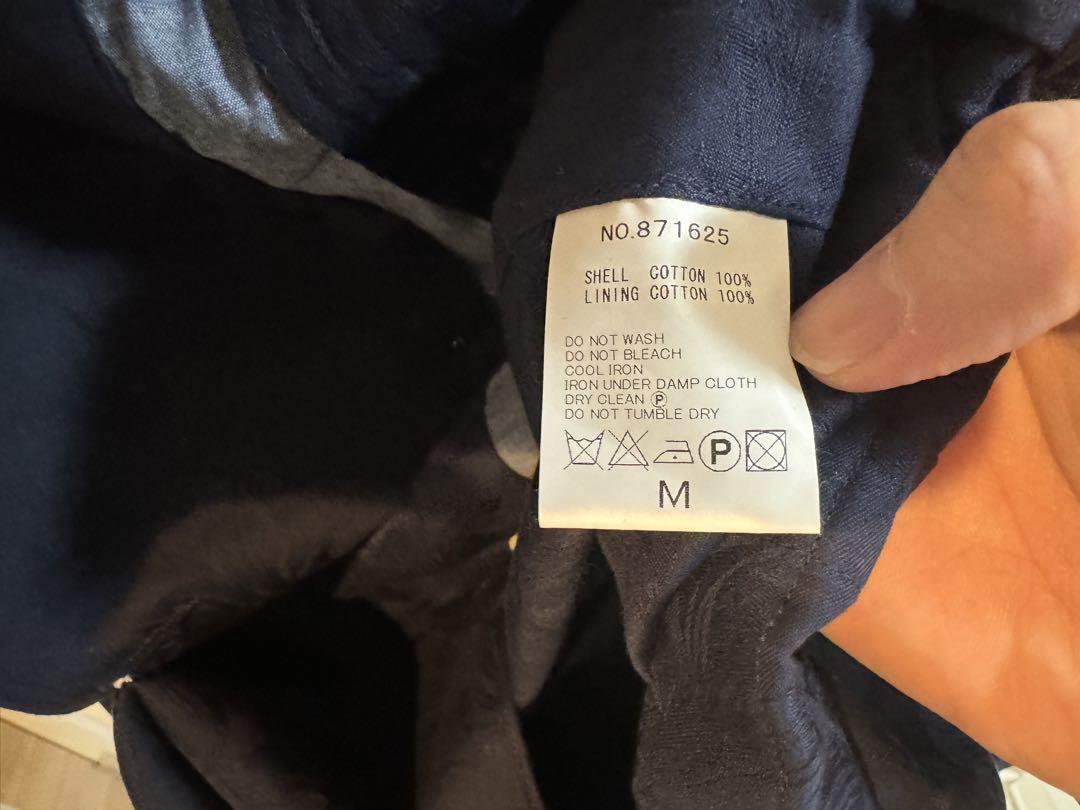 NO.871625
SHELL COTTON 100%
LINING COTTON 100%
DO NOT WASH
DO NOT BLEACH
COOL IRON
IRON UNDER DAMP CLOTH
DRY CLEAN Ⓟ
DO NOT TUMBLE DRY
P
M